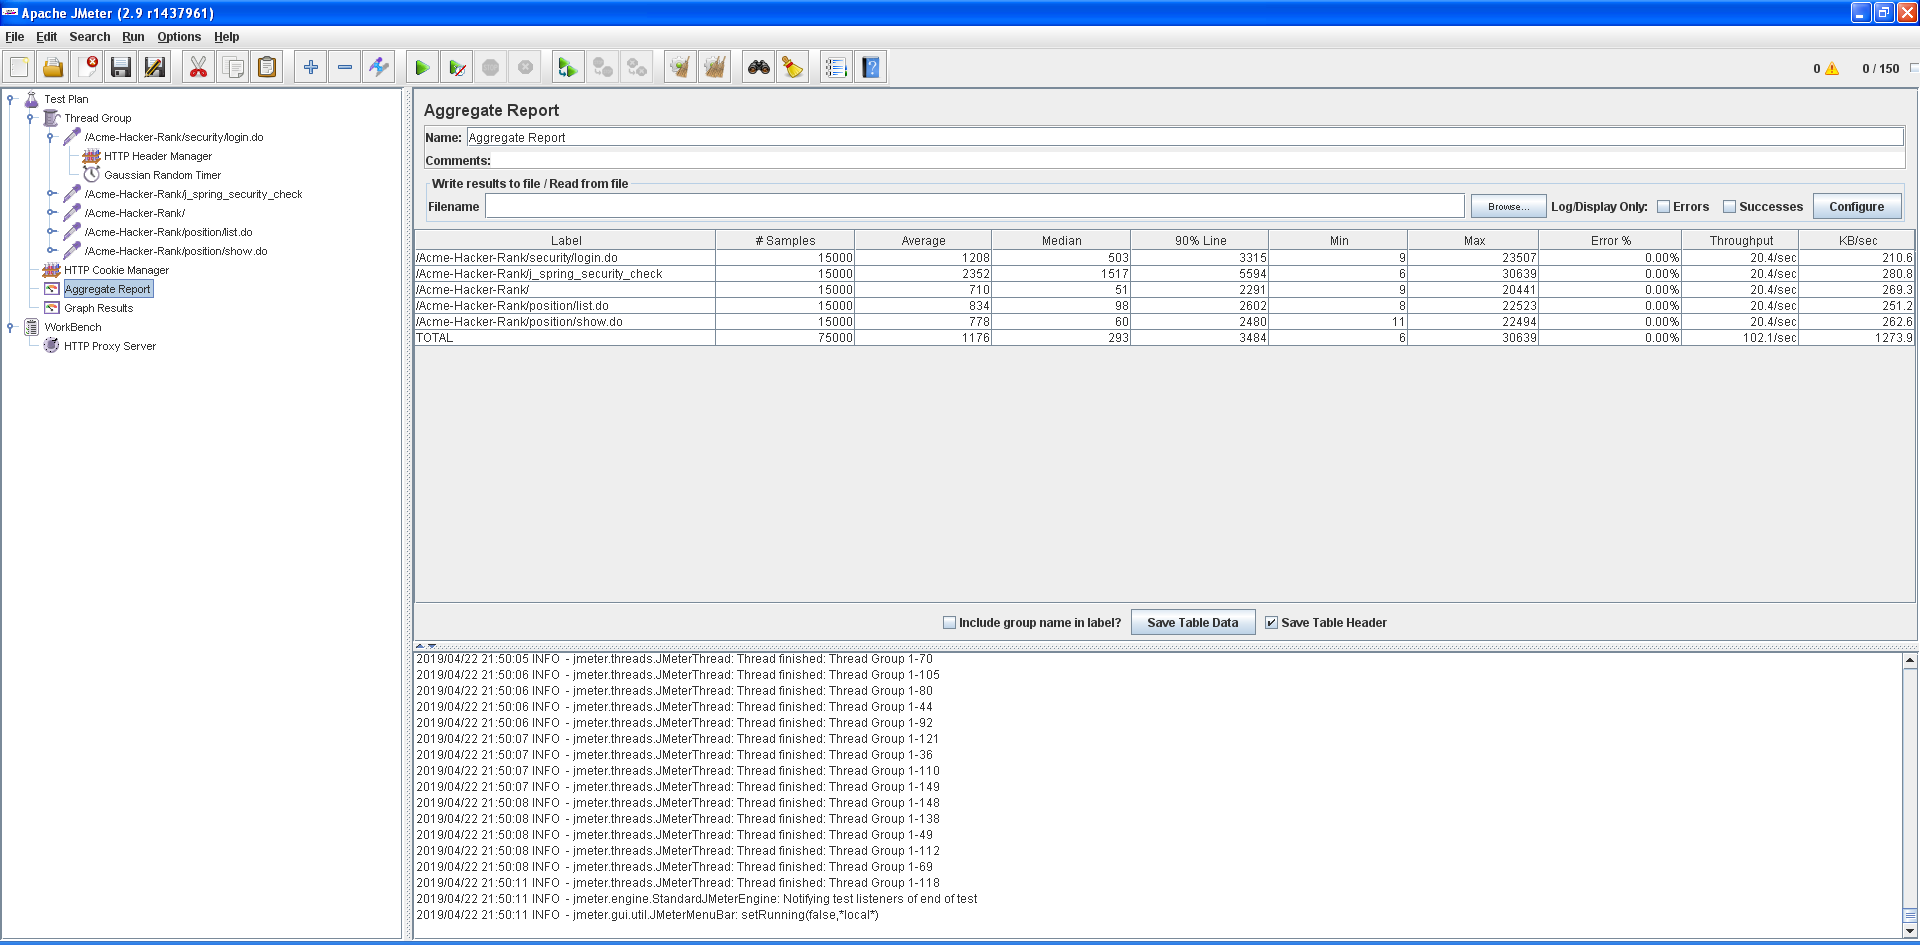 Apache JMeter (2.9 r1437961)
File Edit Search Run Options Help
0 0 / 150
Test Plan
Thread Group
/Acme-Hacker-Rank/security/login.do
HTTP Header Manager
Gaussian Random Timer
/Acme-Hacker-Rank/j_spring_security_check
/Acme-Hacker-Rank/
/Acme-Hacker-Rank/position/list.do
/Acme-Hacker-Rank/position/show.do
HTTP Cookie Manager
Aggregate Report
Graph Results
WorkBench
HTTP Proxy Server
Aggregate Report
Name: Aggregate Report
Comments:
Write results to file / Read from file
Filename Browse... Log/Display Only: Errors Successes Configure
Label # Samples Average Median 90% Line Min Max Error % Throughput KB/sec
/Acme-Hacker-Rank/security/login.do 15000 1208 503 3315 9 23507 0.00% 20.4/sec 210.6
/Acme-Hacker-Rank/j_spring_security_check 15000 2352 1517 5594 6 30639 0.00% 20.4/sec 280.8
/Acme-Hacker-Rank/ 15000 710 51 2291 9 20441 0.00% 20.4/sec 269.3
/Acme-Hacker-Rank/position/list.do 15000 834 98 2602 8 22523 0.00% 20.4/sec 251.2
/Acme-Hacker-Rank/position/show.do 15000 778 60 2480 11 22494 0.00% 20.4/sec 262.6
TOTAL 75000 1176 293 3484 6 30639 0.00% 102.1/sec 1273.9
Include group name in label? Save Table Data Save Table Header
2019/04/22 21:50:05 INFO - jmeter.threads.JMeterThread: Thread finished: Thread Group 1-70
2019/04/22 21:50:06 INFO - jmeter.threads.JMeterThread: Thread finished: Thread Group 1-105
2019/04/22 21:50:06 INFO - jmeter.threads.JMeterThread: Thread finished: Thread Group 1-80
2019/04/22 21:50:06 INFO - jmeter.threads.JMeterThread: Thread finished: Thread Group 1-44
2019/04/22 21:50:06 INFO - jmeter.threads.JMeterThread: Thread finished: Thread Group 1-92
2019/04/22 21:50:07 INFO - jmeter.threads.JMeterThread: Thread finished: Thread Group 1-121
2019/04/22 21:50:07 INFO - jmeter.threads.JMeterThread: Thread finished: Thread Group 1-36
2019/04/22 21:50:07 INFO - jmeter.threads.JMeterThread: Thread finished: Thread Group 1-110
2019/04/22 21:50:07 INFO - jmeter.threads.JMeterThread: Thread finished: Thread Group 1-149
2019/04/22 21:50:08 INFO - jmeter.threads.JMeterThread: Thread finished: Thread Group 1-148
2019/04/22 21:50:08 INFO - jmeter.threads.JMeterThread: Thread finished: Thread Group 1-138
2019/04/22 21:50:08 INFO - jmeter.threads.JMeterThread: Thread finished: Thread Group 1-49
2019/04/22 21:50:08 INFO - jmeter.threads.JMeterThread: Thread finished: Thread Group 1-112
2019/04/22 21:50:08 INFO - jmeter.threads.JMeterThread: Thread finished: Thread Group 1-69
2019/04/22 21:50:11 INFO - jmeter.threads.JMeterThread: Thread finished: Thread Group 1-118
2019/04/22 21:50:11 INFO - jmeter.engine.StandardJMeterEngine: Notifying test listeners of end of test
2019/04/22 21:50:11 INFO - jmeter.gui.util.JMeterMenuBar: setRunning(false,*local*)